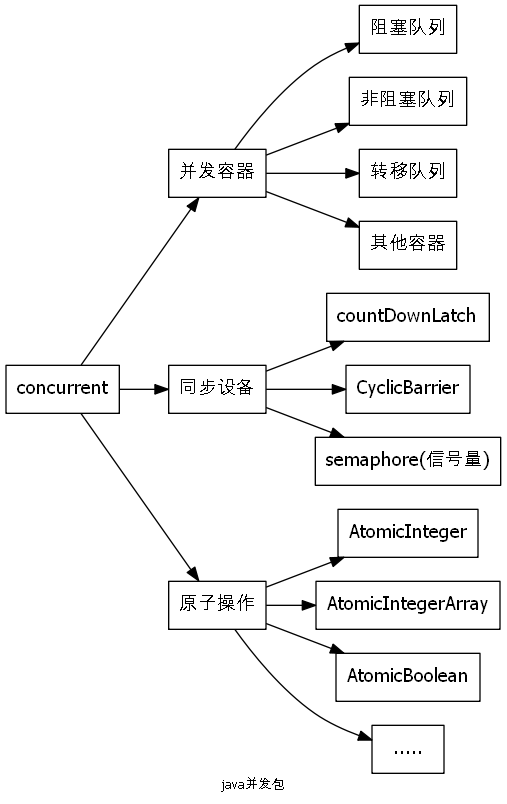 阻塞队列
非阻塞队列
并发容器
转移队列
其他容器
countDownLatch
concurrent
同步设备
CyclicBarrier
semaphore(信号量)
AtomicInteger
原子操作
AtomicIntegerArray
AtomicBoolean
.....
java并发包